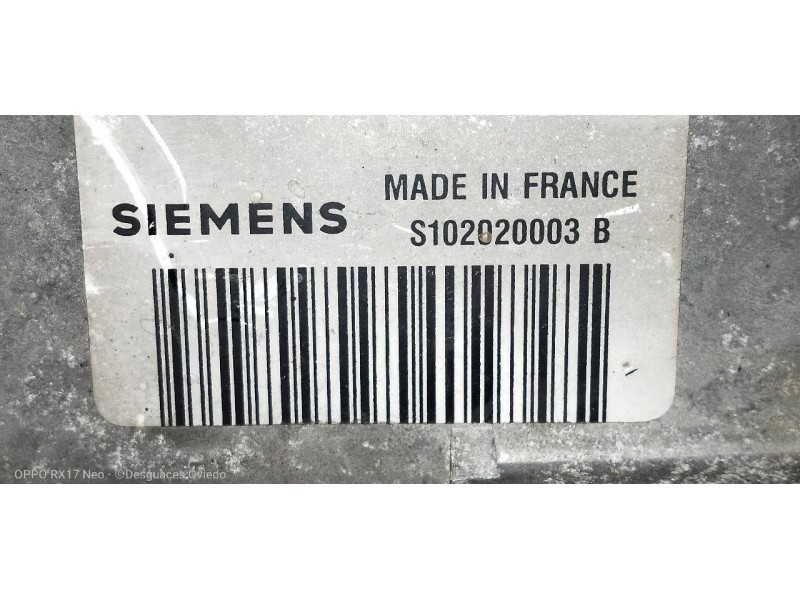 MADE IN FRANCE
SIEMENS
S102020003 B
OPPO RX17 Neo · ©Desguaces Oviedo